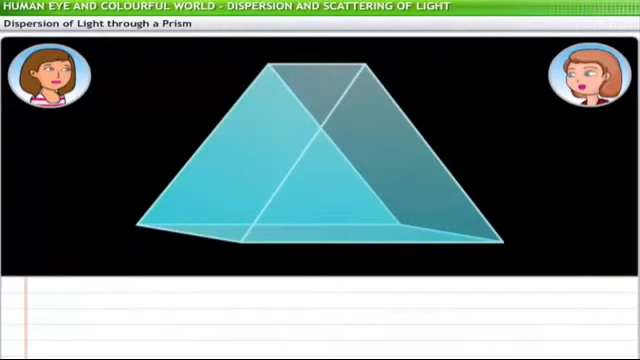 HUMAN EYE AND COLOURFUL WORLD - DISPERSION AND SCATTERING OF LIGHT
Dispersion of Light through a Prism